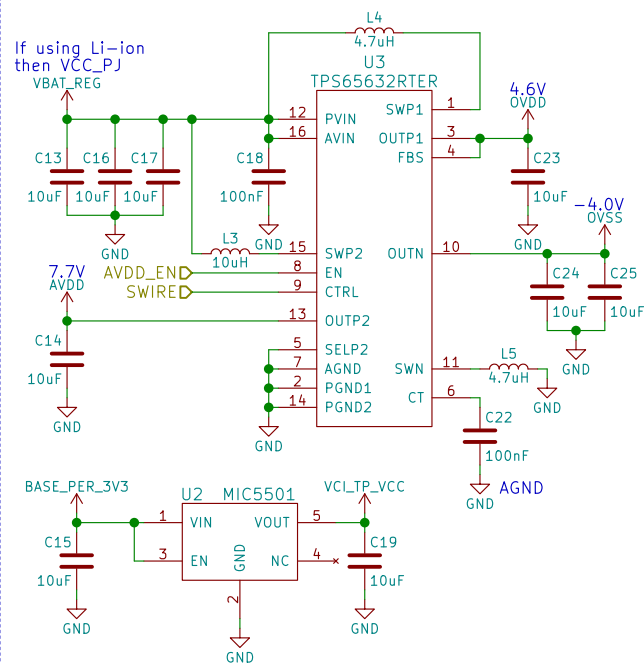 L4
4.7uH
If using Li-ion
then VCC_PJ
VBAT_REG
U3
TPS65632RTER
12 PVIN
16 AVIN
SWP1 1
OUTP1 3
FBS 4
4.6V
OVDD
C13
10uF
C16
10uF
C17
10uF
C18
100nF
C23
10uF
GND
GND
GND
-4.0V
OVSS
L3
10uH
15 SWP2
OUTN 10
AVDD_EN
8 EN
SWIRE
9 CTRL
7.7V
AVDD
13 OUTP2
C24
10uF
C25
10uF
C14
10uF
GND
5 SELP2
7 AGND
2 PGND1
14 PGND2
SWN 11
CT 6
L5
4.7uH
GND
GND
GND
C22
100nF
GND
AGND
BASE_PER_3V3
U2 MIC5501
VCI_TP_VCC
1 VIN
VOUT 5
3 EN
NC 4
GND
2
C15
10uF
C19
10uF
GND
GND
GND